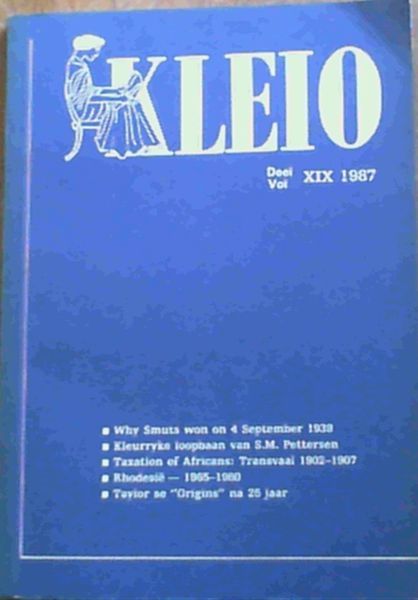 KLEIO
Deel
Vol XIX 1987
Why Smuts won on 4 September 1939
Kleurryke loopbaan van S.M. Pettersen
Taxation of Africans: Transvaal 1902-1907
Rhodesië — 1965-1980
Taylor se "Origins" na 25 jaar